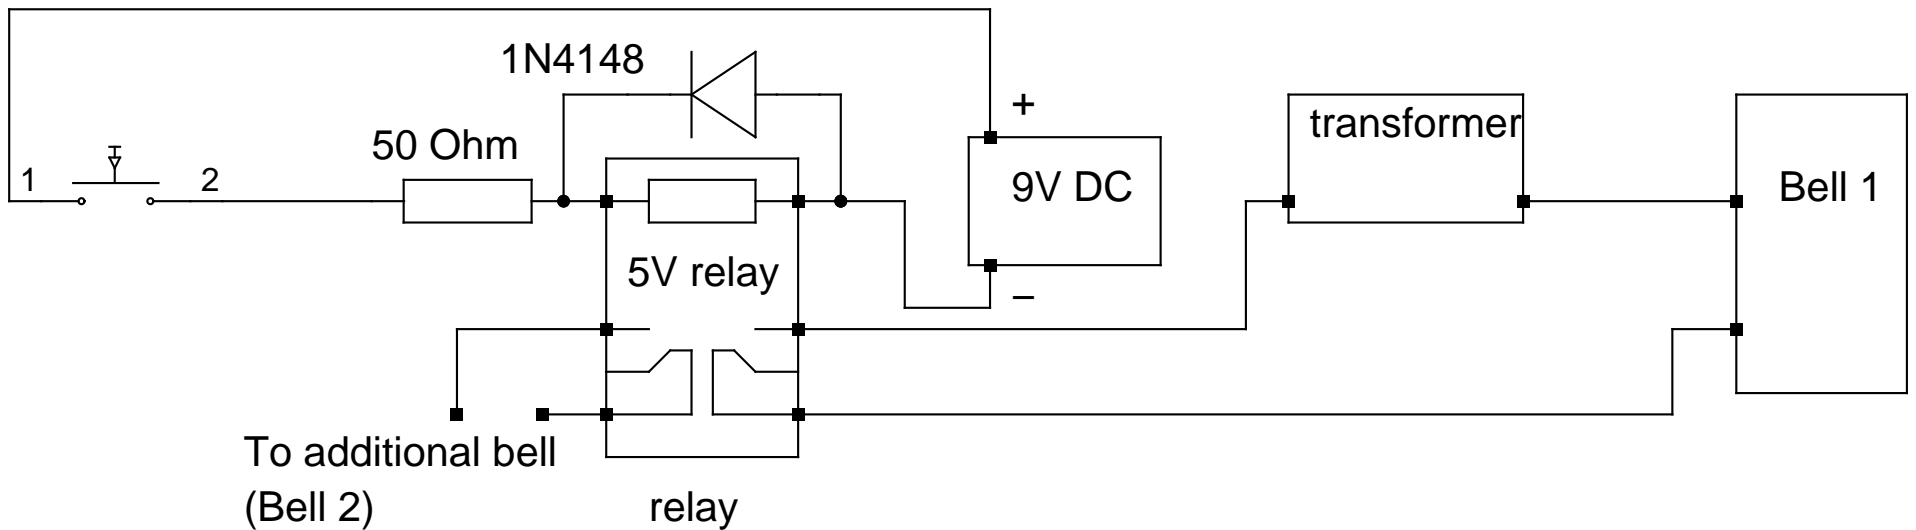 1N4148
+
transformer
50 Ohm
1
2
9V DC
Bell 1
5V relay
–
To additional bell
(Bell 2)
relay